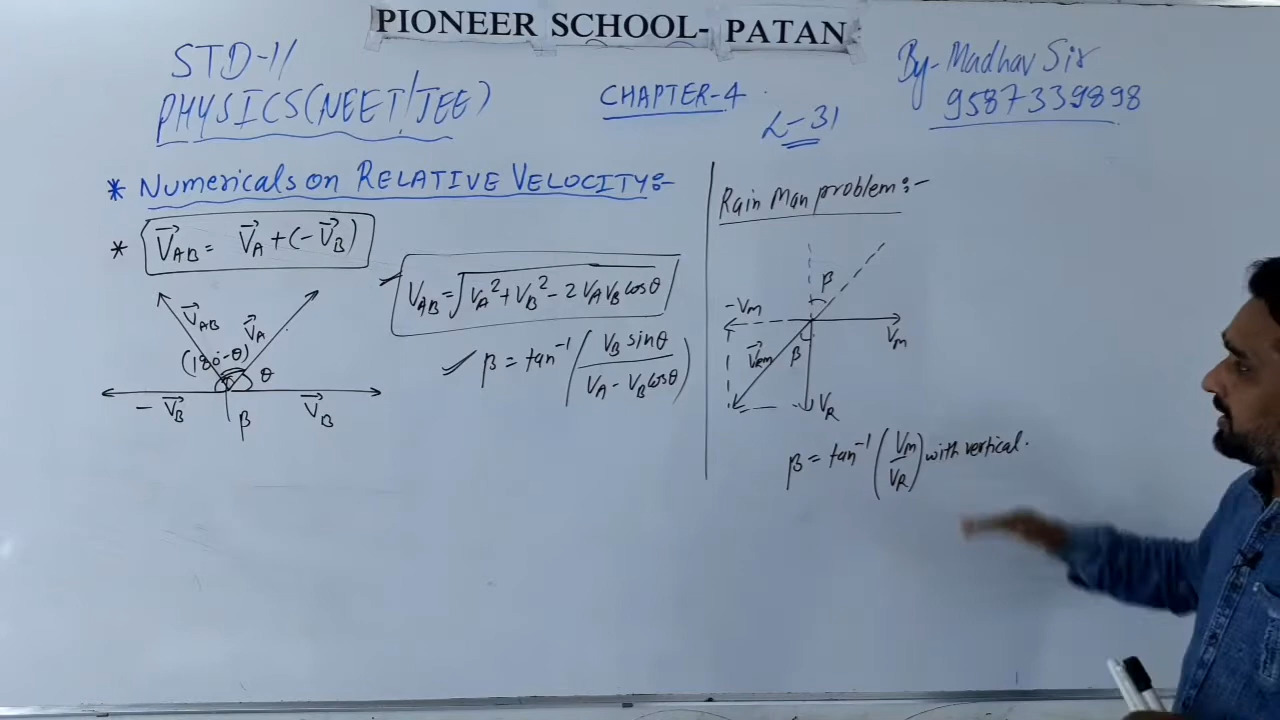 PIONEER SCHOOL- PATAN
STD-11
PHYSICS(NEET/JEE)
CHAPTER-4
L-31
By- Madhav Sir
9587339898
* NUMERICALS ON RELATIVE VELOCITY:-
* V⃗AB = V⃗A + (-V⃗B)
VAB = √(VA² + VB² - 2VAVB cosθ)
β = tan⁻¹ (VB sinθ / VA - VB cosθ)
V⃗AB
V⃗A
(180-θ)
θ
- V⃗B
β
V⃗B
Rain Man problem:-
β
-VM
VM
V⃗RM
β
VR
β = tan⁻¹ (VM / VR) with vertical.